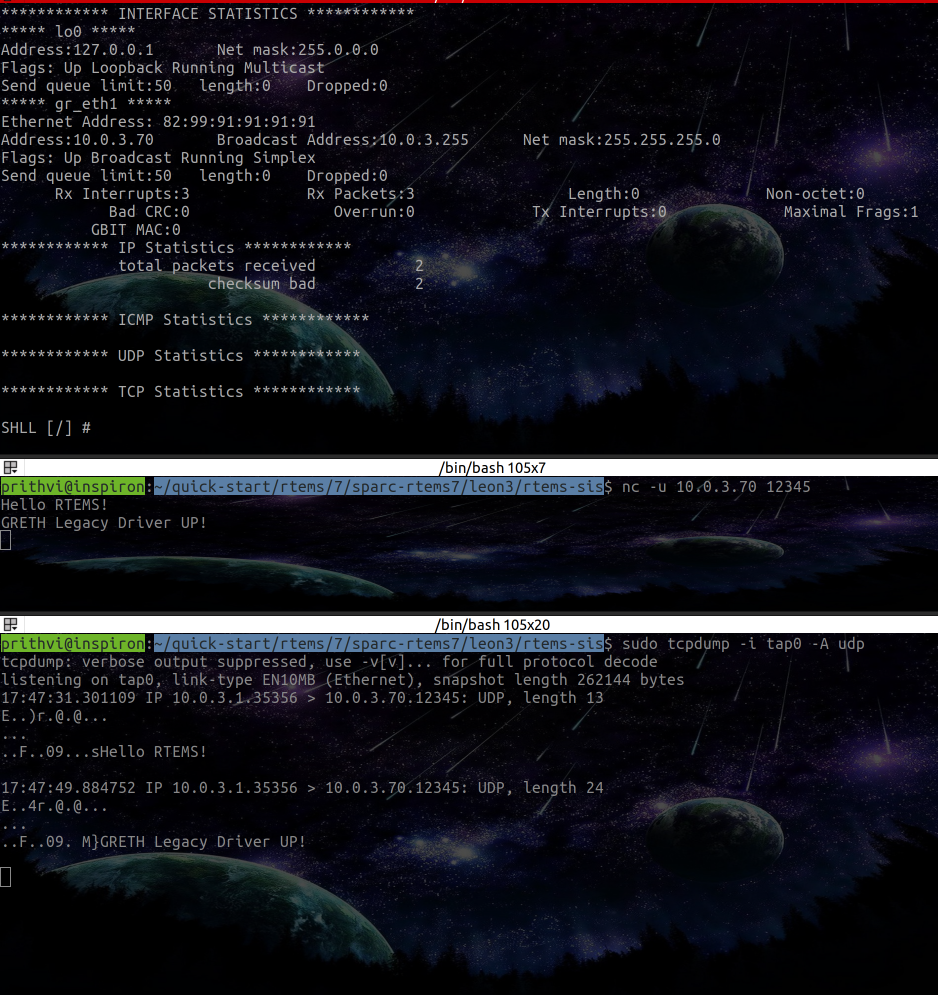 ************ INTERFACE STATISTICS ************
***** lo0 *****
Address:127.0.0.1       Net mask:255.0.0.0
Flags: Up Loopback Running Multicast
Send queue limit:50   length:0    Dropped:0
***** gr_eth1 *****
Ethernet Address: 82:99:91:91:91:91
Address:10.0.3.70       Broadcast Address:10.0.3.255      Net mask:255.255.255.0
Flags: Up Broadcast Running Simplex
Send queue limit:50   length:0    Dropped:0
      Rx Interrupts:3             Rx Packets:3                 Length:0              Non-octet:0
            Bad CRC:0                Overrun:0             Tx Interrupts:0             Maximal Frags:1
          GBIT MAC:0
************ IP Statistics ************
             total packets received           2
                       checksum bad           2
************ ICMP Statistics ************
************ UDP Statistics ************
************ TCP Statistics ************
SHLL [/] #
/bin/bash 105x7
prithvi@inspiron:~/quick-start/rtems/7/sparc-rtems7/leon3/rtems-sis$ nc -u 10.0.3.70 12345
Hello RTEMS!
GRETH Legacy Driver UP!
/bin/bash 105x20
prithvi@inspiron:~/quick-start/rtems/7/sparc-rtems7/leon3/rtems-sis$ sudo tcpdump -i tap0 -A udp
tcpdump: verbose output suppressed, use -v[v]... for full protocol decode
listening on tap0, link-type EN10MB (Ethernet), snapshot length 262144 bytes
17:47:31.301109 IP 10.0.3.1.35356 > 10.0.3.70.12345: UDP, length 13
E..)r.@.@...
...
..F..09...sHello RTEMS!
17:47:49.884752 IP 10.0.3.1.35356 > 10.0.3.70.12345: UDP, length 24
E..4r.@.@...
...
..F..09. M}GRETH Legacy Driver UP!